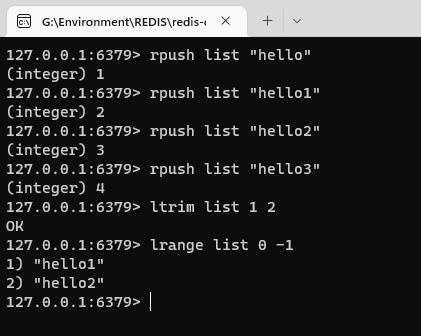 G:\Environment\REDIS\redis-c
127.0.0.1:6379> rpush list "hello"
(integer) 1
127.0.0.1:6379> rpush list "hello1"
(integer) 2
127.0.0.1:6379> rpush list "hello2"
(integer) 3
127.0.0.1:6379> rpush list "hello3"
(integer) 4
127.0.0.1:6379> ltrim list 1 2
OK
127.0.0.1:6379> lrange list 0 -1
1) "hello1"
2) "hello2"
127.0.0.1:6379>